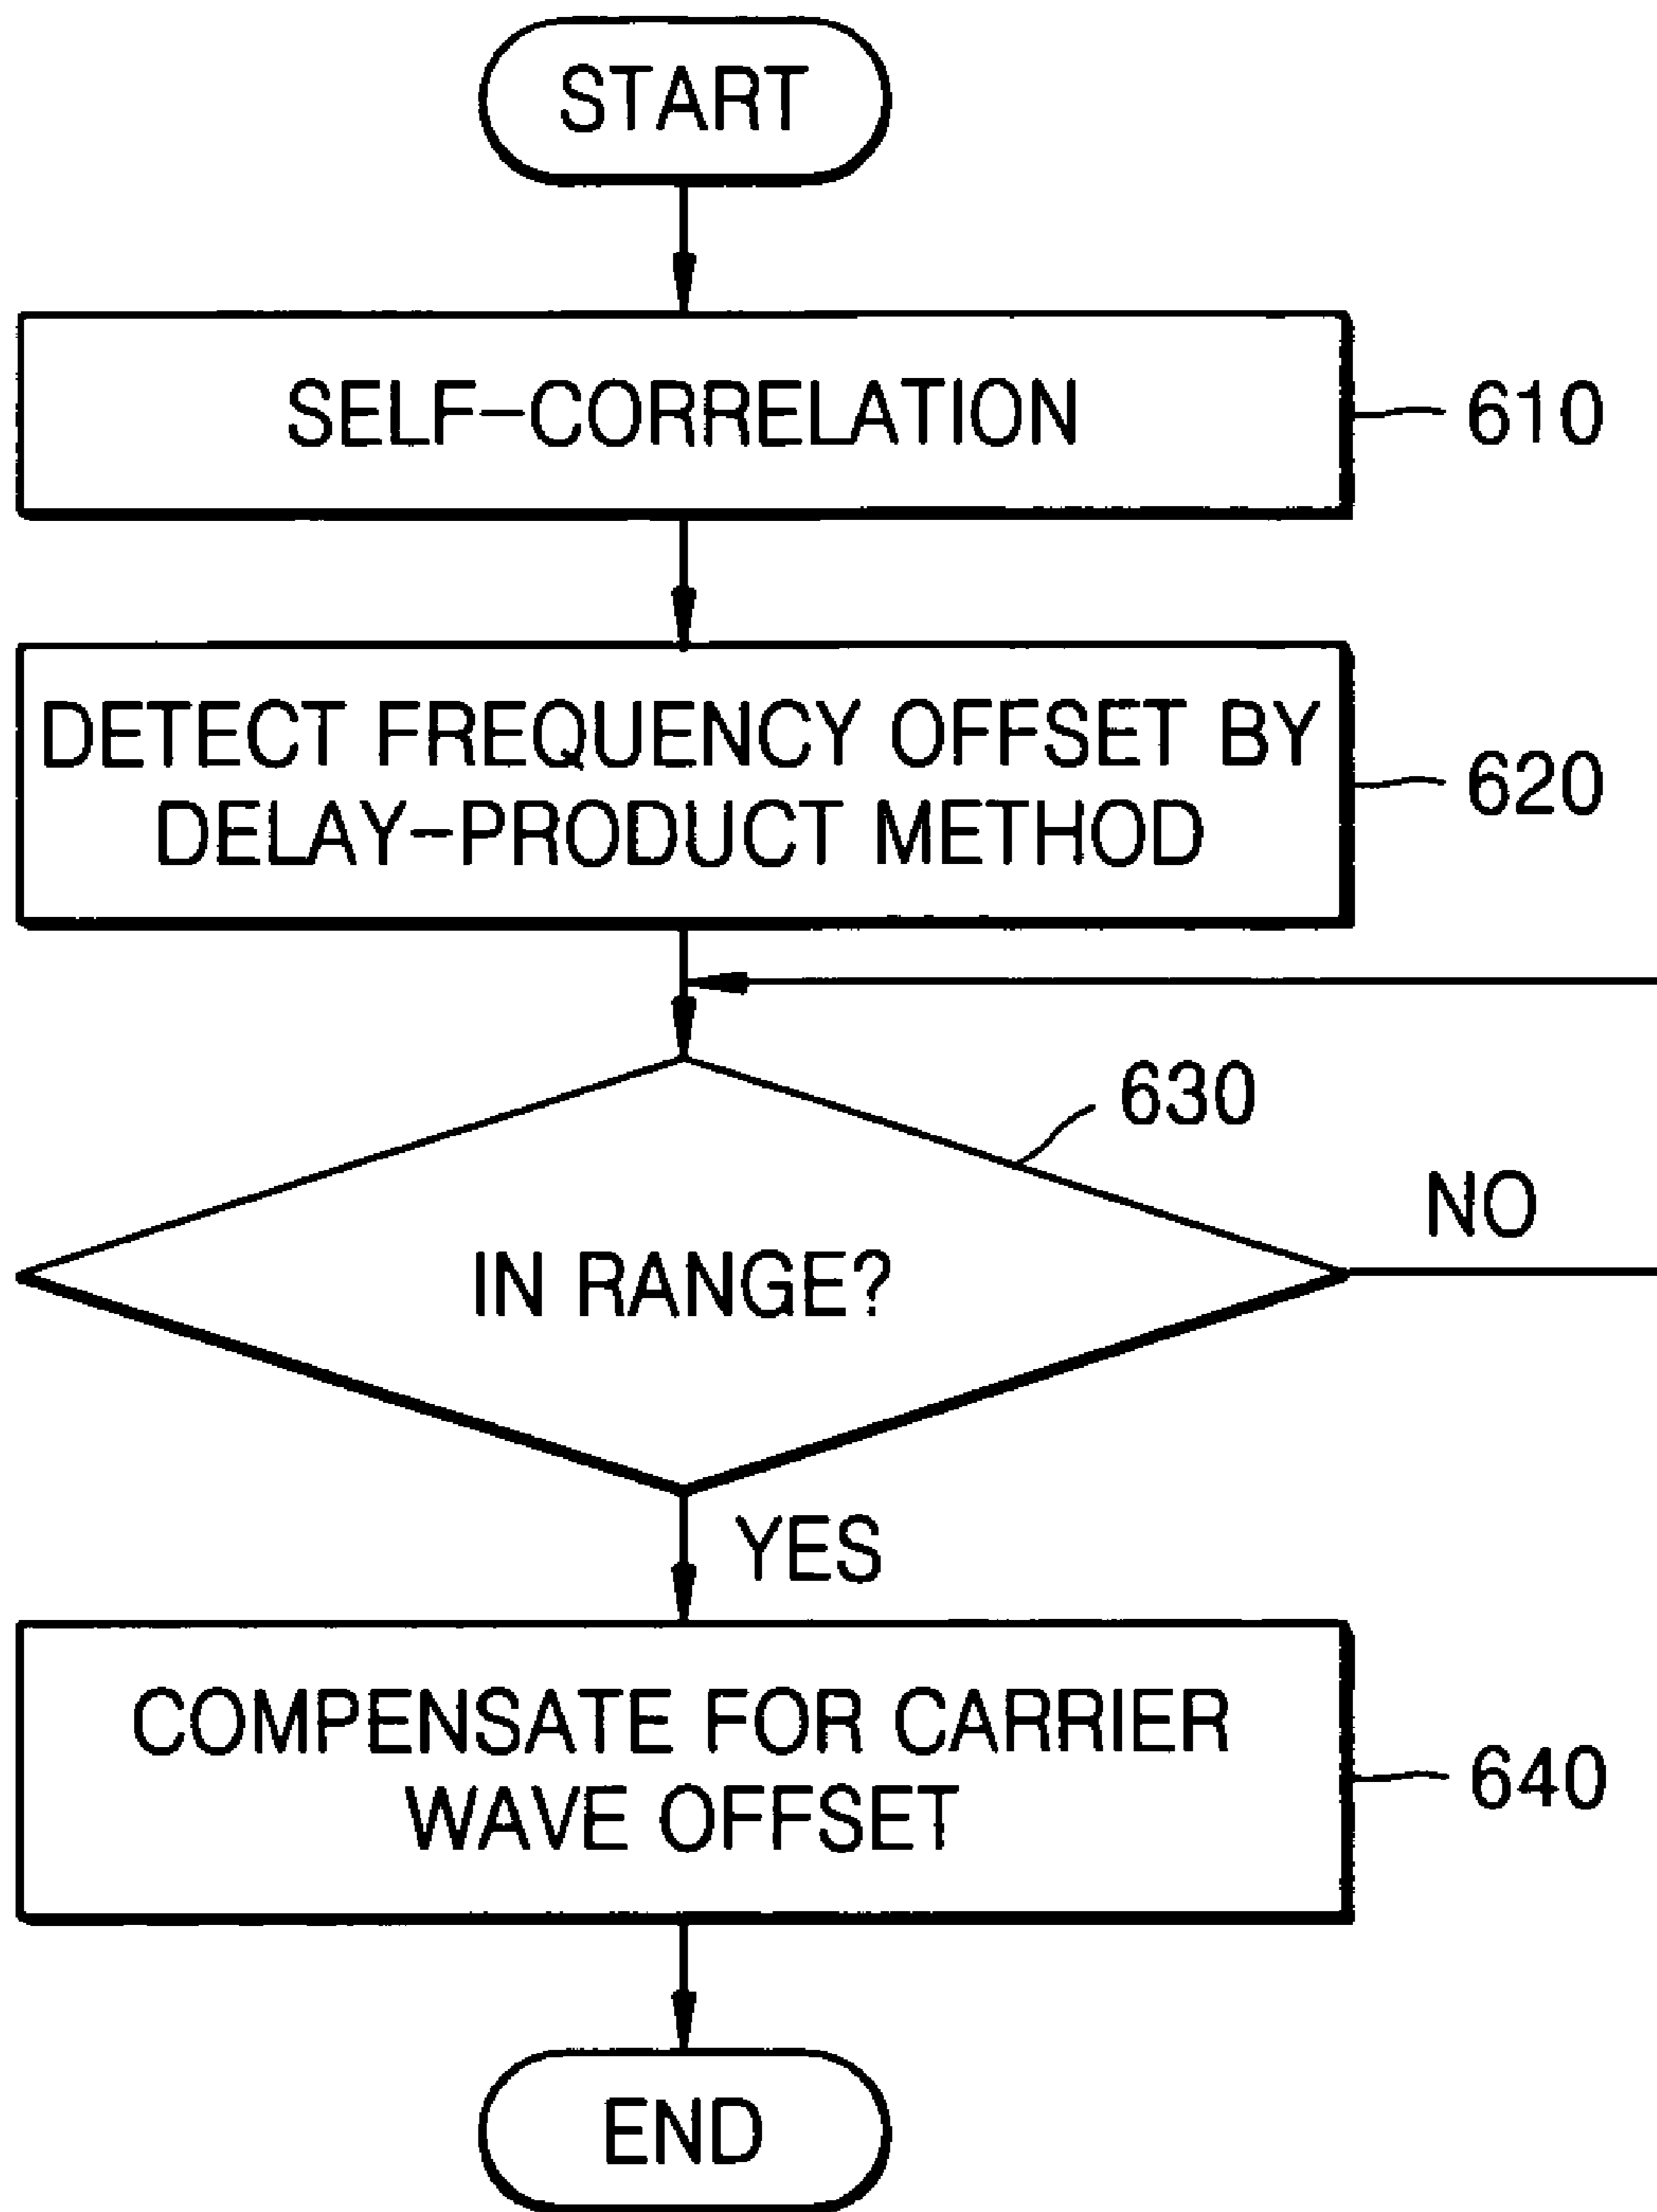 START
SELF-CORRELATION
610
DETECT FREQUENCY OFFSET BY
DELAY-PRODUCT METHOD
620
630
NO
IN RANGE?
YES
COMPENSATE FOR CARRIER
WAVE OFFSET
640
END